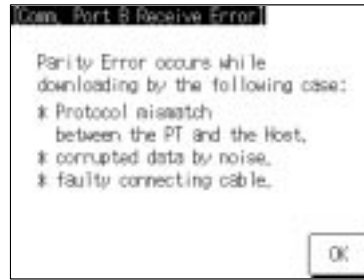 [Comm. Port B Receive Error]
Parity Error occurs while
downloading by the following case:
* Protocol mismatch
between the PT and the Host.
* corrupted data by noise.
* faulty connecting cable.
OK